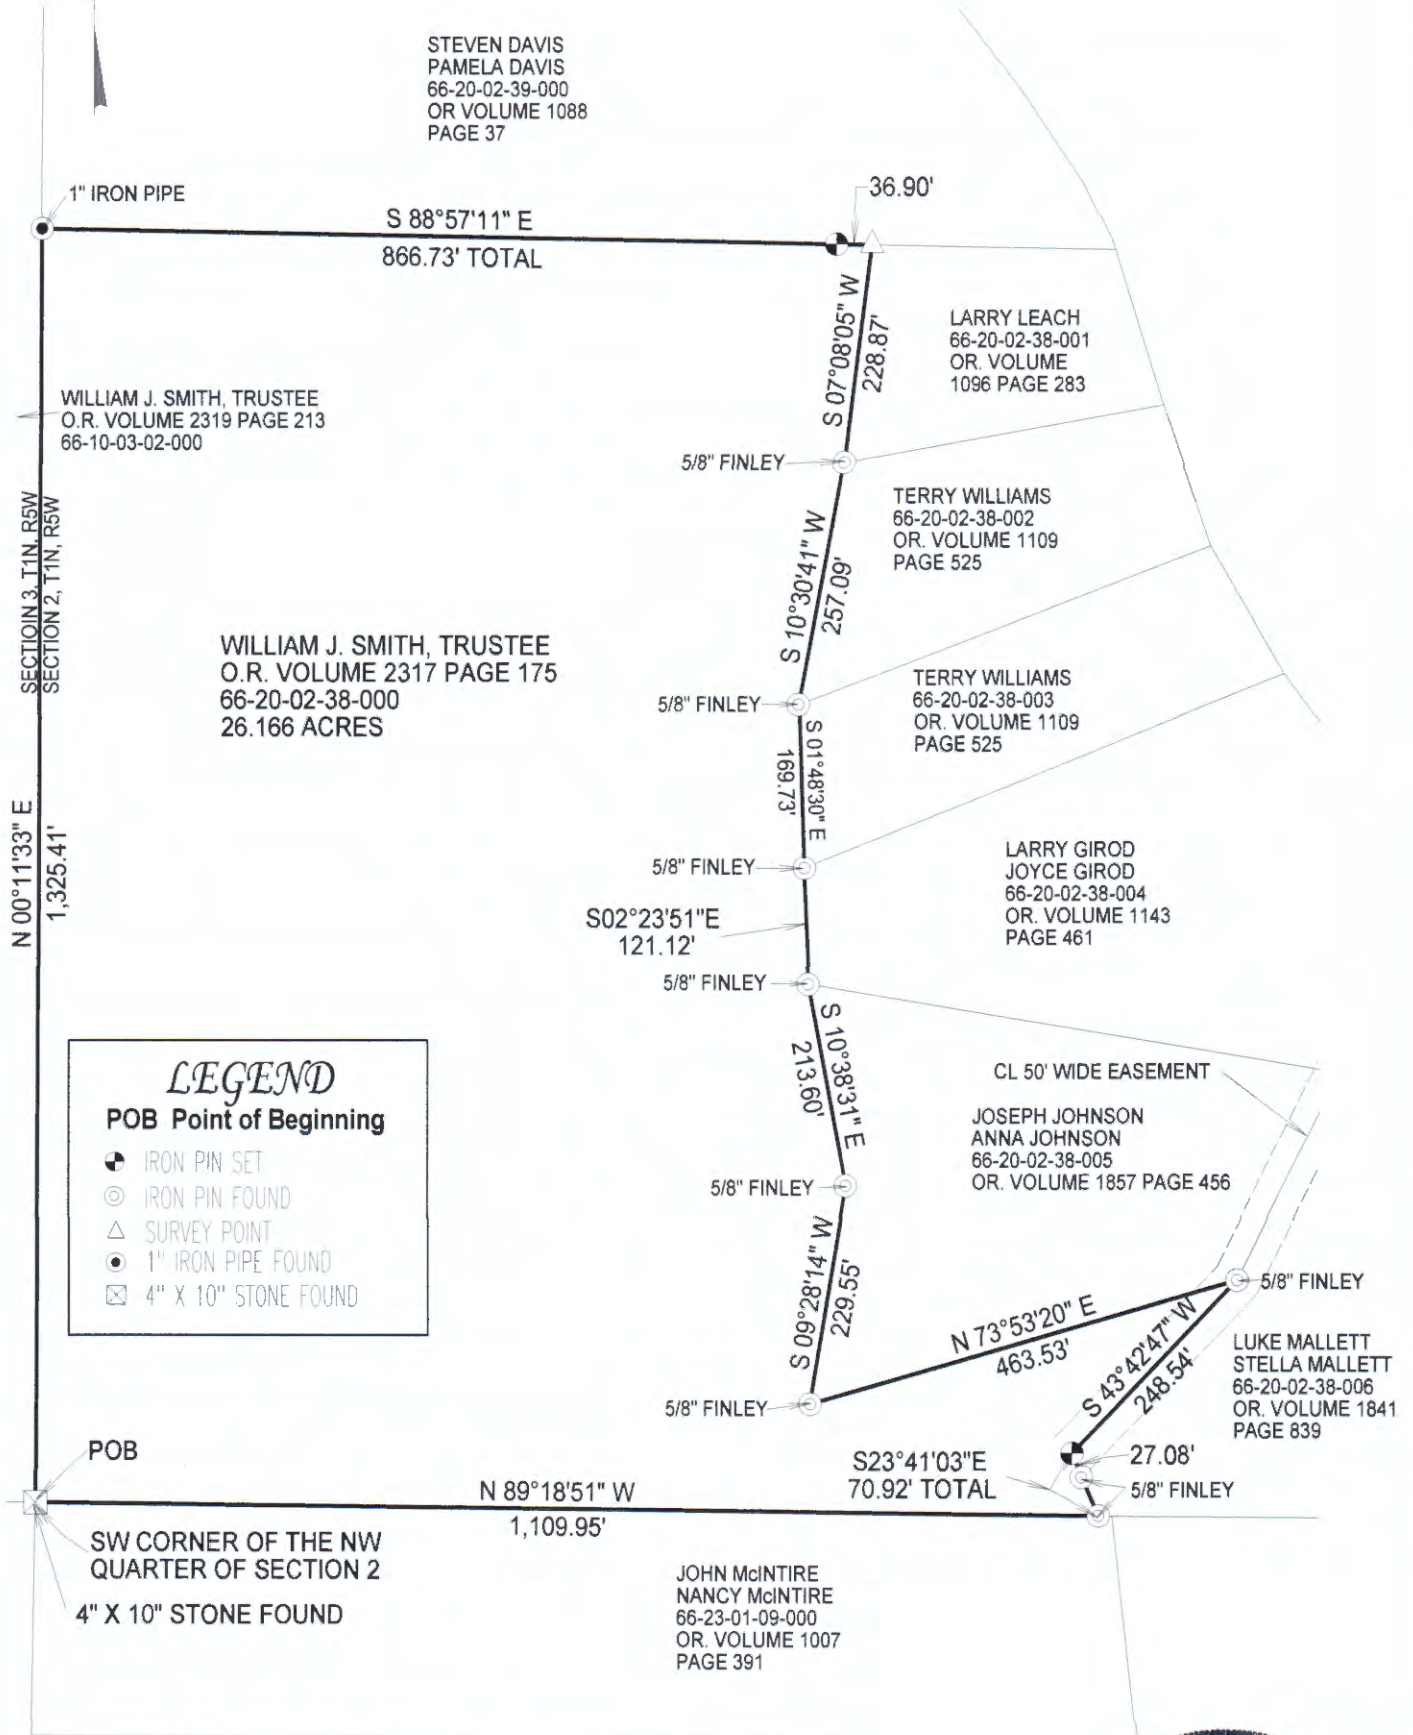 STEVEN DAVIS
PAMELA DAVIS
66-20-02-39-000
OR VOLUME 1088
PAGE 37
1" IRON PIPE
36.90'
S 88°57'11" E
866.73' TOTAL
S 07°08'05" W
228.87'
LARRY LEACH
66-20-02-38-001
OR. VOLUME
1096 PAGE 283
WILLIAM J. SMITH, TRUSTEE
O.R. VOLUME 2319 PAGE 213
66-10-03-02-000
5/8" FINLEY
SECTIOIN 3, T1N, R5W
SECTION 2, T1N, R5W
TERRY WILLIAMS
66-20-02-38-002
OR. VOLUME 1109
PAGE 525
S 10°30'41" W
257.09'
WILLIAM J. SMITH, TRUSTEE
O.R. VOLUME 2317 PAGE 175
66-20-02-38-000
26.166 ACRES
5/8" FINLEY
TERRY WILLIAMS
66-20-02-38-003
OR. VOLUME 1109
PAGE 525
S 01°48'30" E
169.73'
N 00°11'33" E
1,325.41'
5/8" FINLEY
LARRY GIROD
JOYCE GIROD
66-20-02-38-004
OR. VOLUME 1143
PAGE 461
S02°23'51"E
121.12'
5/8" FINLEY
S 10°38'31" E
213.60'
LEGEND
POB Point of Beginning
IRON PIN SET
IRON PIN FOUND
SURVEY POINT
1" IRON PIPE FOUND
4" X 10" STONE FOUND
CL 50' WIDE EASEMENT
JOSEPH JOHNSON
ANNA JOHNSON
66-20-02-38-005
OR. VOLUME 1857 PAGE 456
5/8" FINLEY
S 09°28'14" W
229.55'
5/8" FINLEY
N 73°53'20" E
463.53'
S 43°42'47" W
248.54'
LUKE MALLETT
STELLA MALLETT
66-20-02-38-006
OR. VOLUME 1841
PAGE 839
5/8" FINLEY
POB
S23°41'03"E
70.92' TOTAL
27.08'
5/8" FINLEY
N 89°18'51" W
1,109.95'
SW CORNER OF THE NW
QUARTER OF SECTION 2
4" X 10" STONE FOUND
JOHN McINTIRE
NANCY McINTIRE
66-23-01-09-000
OR. VOLUME 1007
PAGE 391